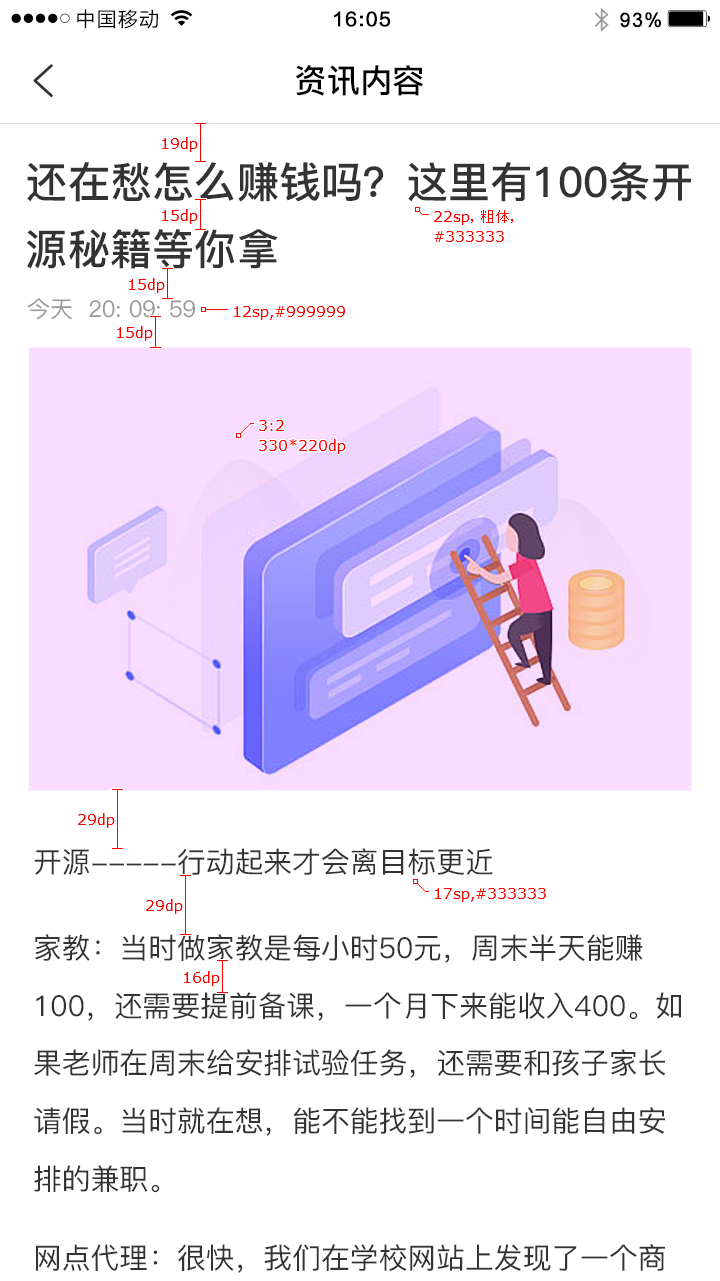 中国移动 16:05 93%
资讯内容
19dp
还在愁怎么赚钱吗？这里有100条开
15dp
22sp, 粗体,
#333333
源秘籍等你拿
15dp
今天 20: 09: 59
12sp,#999999
15dp
3:2
330*220dp
29dp
开源-----行动起来才会离目标更近
17sp,#333333
29dp
家教：当时做家教是每小时50元，周末半天能赚
16dp
100，还需要提前备课，一个月下来能收入400。如
果老师在周末给安排试验任务，还需要和孩子家长
请假。当时就在想，能不能找到一个时间能自由安
排的兼职。
网点代理：很快，我们在学校网站上发现了一个商